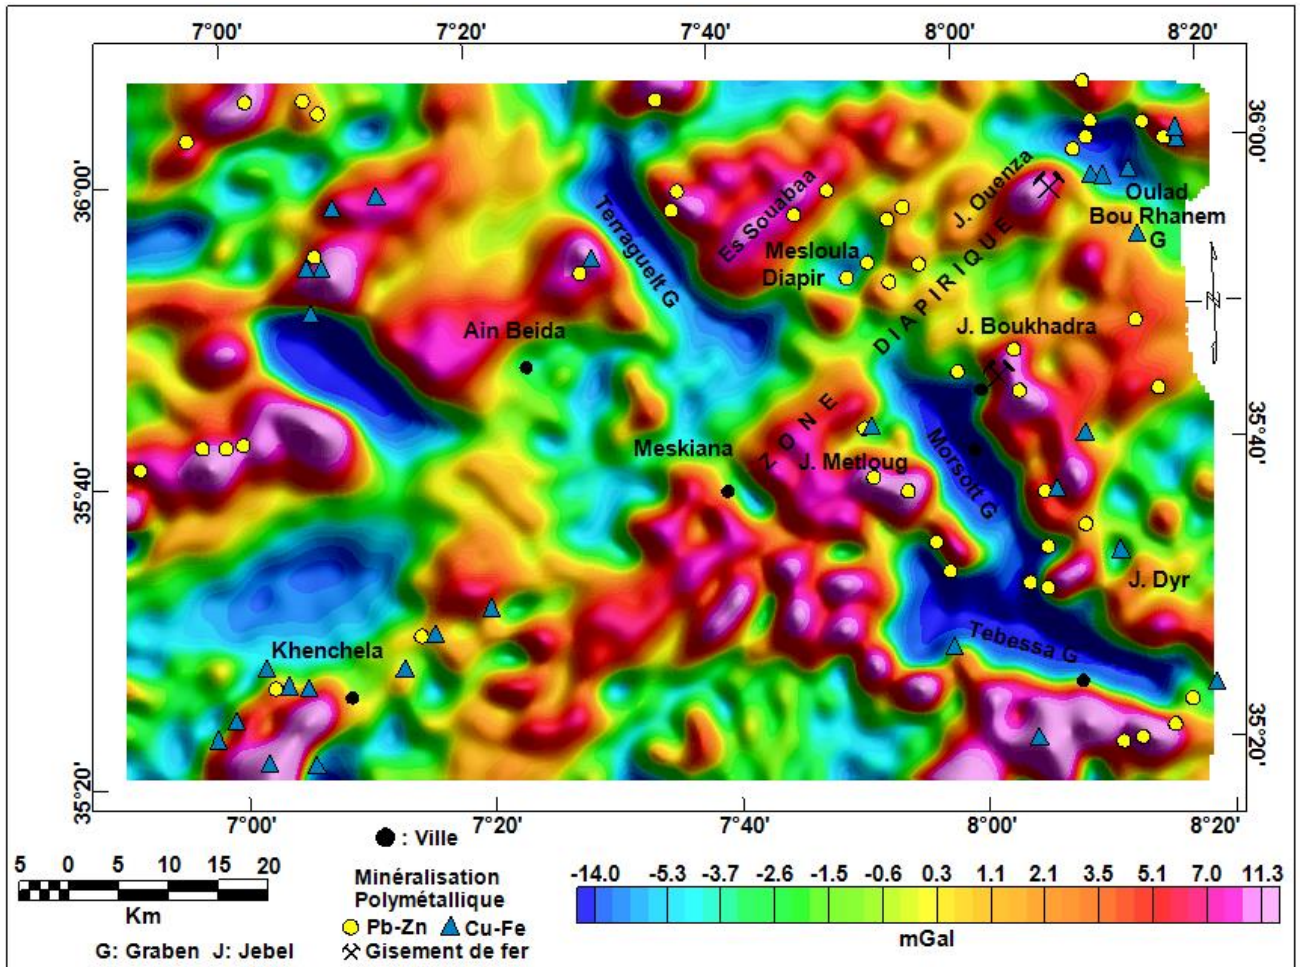 7°00' 7°20' 7°40' 8°00' 8°20'
36°00'
36°00'
J. Ouenza
Oulad
Bou Rhanem
G
Es Souabaa
Terraguelt G
Mesloula
Diapir
ZONE DIAPIRIQUE
Ain Beida
J. Boukhadra
35°40'
35°40'
Meskiana
J. Metloug
Morsott G
J. Dyr
Khenchela
Tebessa G
35°20'
35°20'
7°00' 7°20' 7°40' 8°00' 8°20'
: Ville
5 0 5 10 15 20
Km
G: Graben J: Jebel
Minéralisation
Polymétallique
Pb-Zn Cu-Fe
Gisement de fer
-14.0 -5.3 -3.7 -2.6 -1.5 -0.6 0.3 1.1 2.1 3.5 5.1 7.0 11.3
mGal